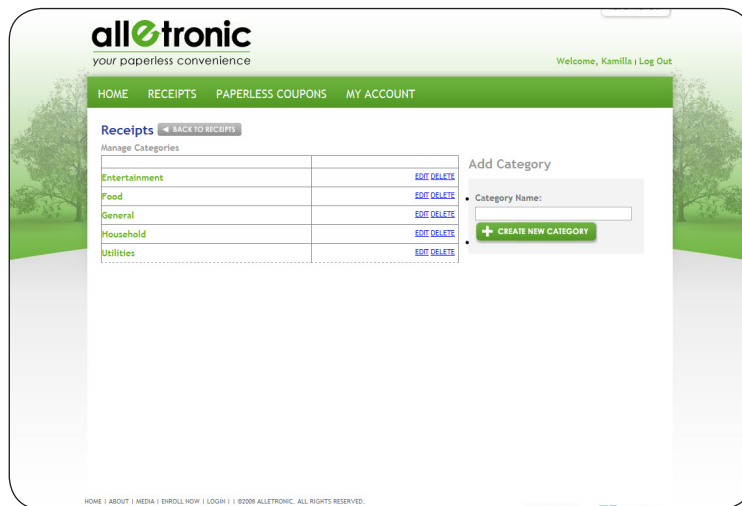 alletronic
your paperless convenience
Welcome, Kamilla | Log Out
HOME RECEIPTS PAPERLESS COUPONS MY ACCOUNT
Receipts BACK TO RECEIPTS
Manage Categories
Entertainment EDIT DELETE
Food EDIT DELETE
General EDIT DELETE
Household EDIT DELETE
Utilities EDIT DELETE
Add Category
Category Name:
CREATE NEW CATEGORY
HOME | ABOUT | MEDIA | ENROLL NOW | LOGIN | | ©2008 ALLETRONIC. ALL RIGHTS RESERVED.